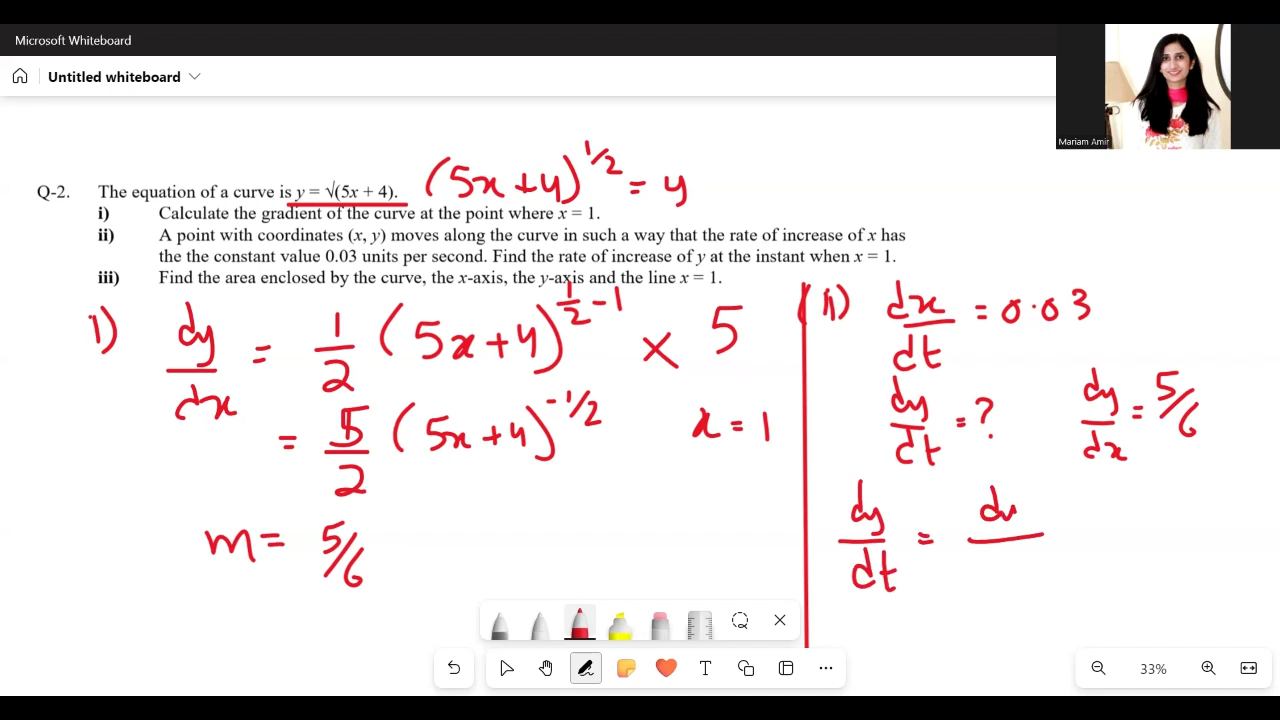 Microsoft Whiteboard
Untitled whiteboard
Mariam Amir
Q-2. The equation of a curve is y = √(5x + 4). (5x+4)^1/2 = y
i) Calculate the gradient of the curve at the point where x = 1.
ii) A point with coordinates (x, y) moves along the curve in such a way that the rate of increase of x has
the the constant value 0.03 units per second. Find the rate of increase of y at the instant when x = 1.
iii) Find the area enclosed by the curve, the x-axis, the y-axis and the line x = 1.
i) dy/dx = 1/2 (5x+4)^(1/2 - 1) × 5
= 5/2 (5x+4)^-1/2 x = 1
m = 5/6
ii) dx/dt = 0.03
dy/dt = ? dy/dx = 5/6
dy/dt =
33%